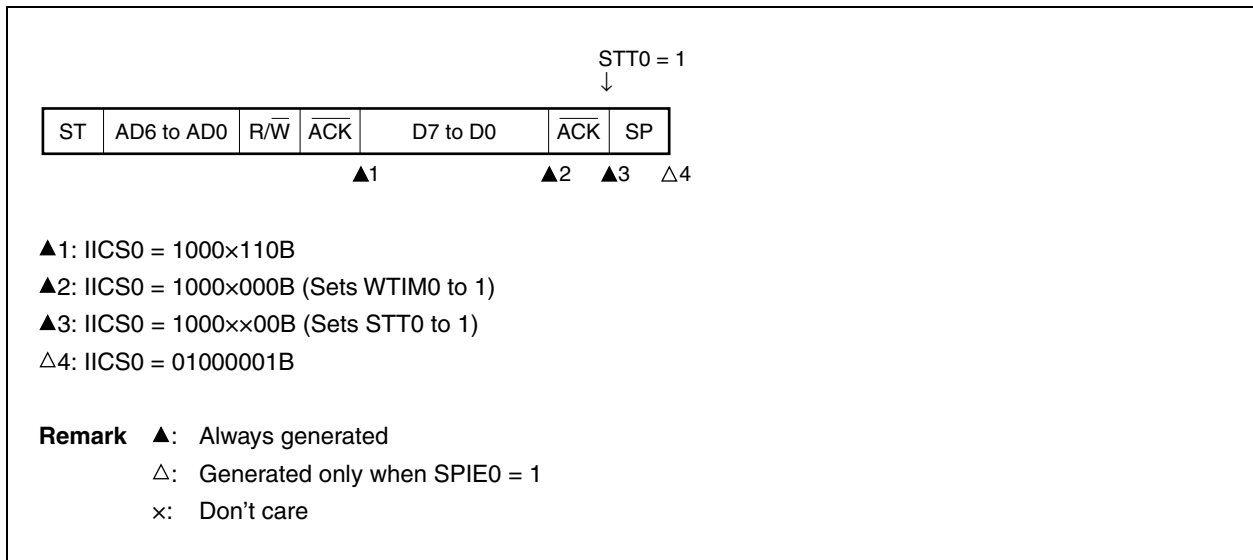 STT0 = 1
↓
ST AD6 to AD0 R/W̅ A̅C̅K̅ D7 to D0 A̅C̅K̅ SP
▲1 ▲2 ▲3 △4
▲1: IICS0 = 1000×110B
▲2: IICS0 = 1000×000B (Sets WTIM0 to 1)
▲3: IICS0 = 1000××00B (Sets STT0 to 1)
△4: IICS0 = 01000001B
Remark ▲: Always generated
△: Generated only when SPIE0 = 1
×: Don't care